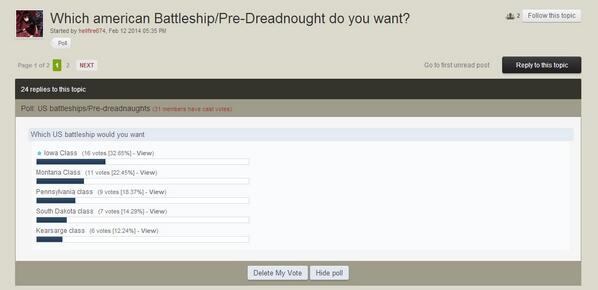 Which american Battleship/Pre-Dreadnought do you want?
Started by hellfire674, Feb 12 2014 05:35 PM
Poll
2
Follow this topic
Page 1 of 2 1 2 NEXT
Go to first unread post
Reply to this topic
24 replies to this topic
Poll: US battleships/Pre-dreadnaughts (31 members have cast votes)
Which US battleship would you want
Iowa Class (16 votes [32.65%] - View)
Montana Class (11 votes [22.45%] - View)
Pennsylvania class (9 votes [18.37%] - View)
South Dakota class (7 votes [14.29%] - View)
Kearsarge class (6 votes [12.24%] - View)
Delete My Vote
Hide poll